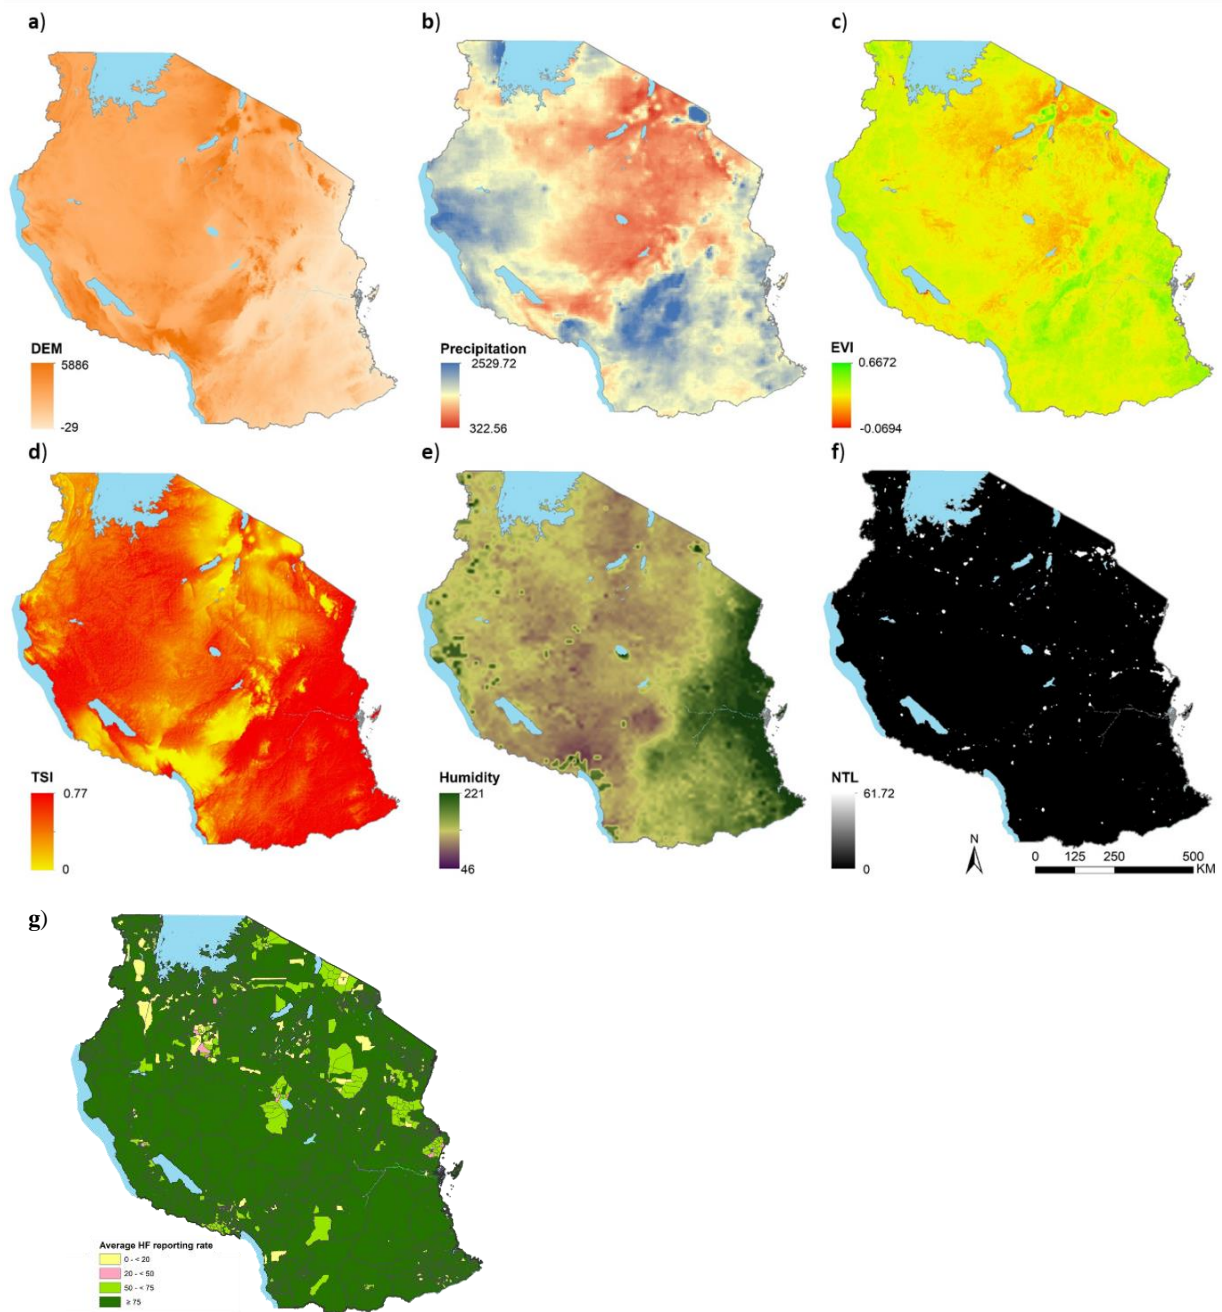 a)
b)
c)
DEM
5886
-29
Precipitation
2529.72
322.56
EVI
0.6672
-0.0694
d)
e)
f)
TSI
0.77
0
Humidity
221
46
NTL
61.72
0
N
0 125 250 500
KM
g)
Average HF reporting rate
0 - < 20
20 - < 50
50 - < 75
≥ 75